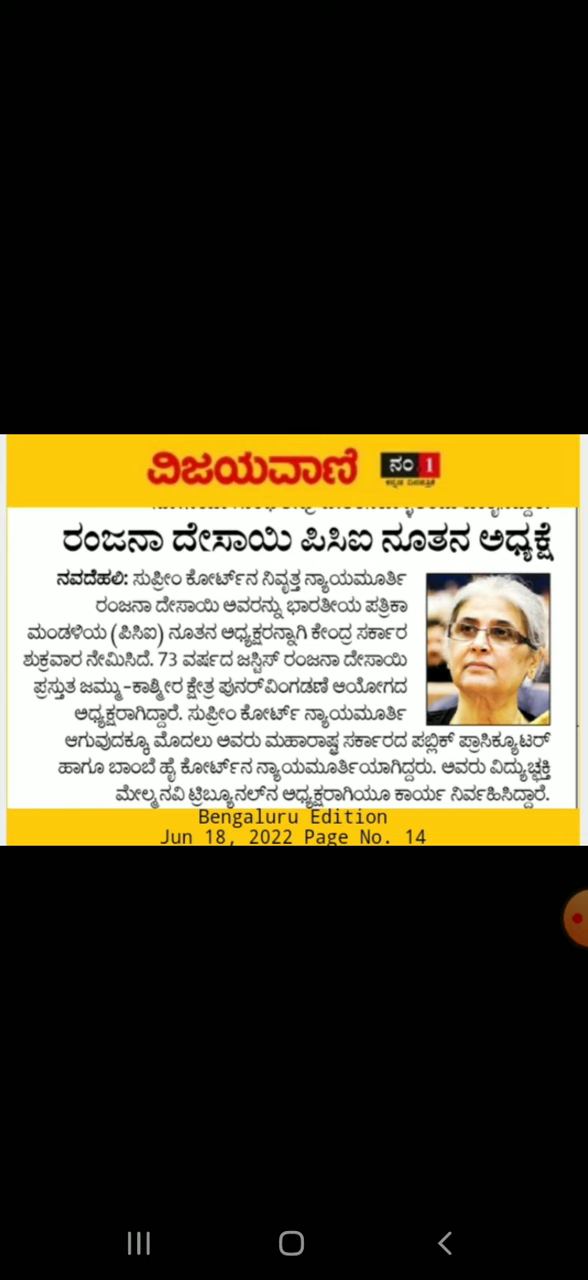 ವಿಜಯವಾಣಿ ನಂ 1
ಕನ್ನಡ ದಿನಪತ್ರಿಕೆ
ರಂಜನಾ ದೇಸಾಯಿ ಪಿಸಿಐ ನೂತನ ಅಧ್ಯಕ್ಷೆ
ನವದೆಹಲಿ: ಸುಪ್ರೀಂ ಕೋರ್ಟ್‌ನ ನಿವೃತ್ತ ನ್ಯಾಯಮೂರ್ತಿ
ರಂಜನಾ ದೇಸಾಯಿ ಅವರನ್ನು ಭಾರತೀಯ ಪತ್ರಿಕಾ
ಮಂಡಳಿಯ (ಪಿಸಿಐ) ನೂತನ ಅಧ್ಯಕ್ಷರನ್ನಾಗಿ ಕೇಂದ್ರ ಸರ್ಕಾರ
ಶುಕ್ರವಾರ ನೇಮಿಸಿದೆ. 73 ವರ್ಷದ ಜಸ್ಟಿಸ್ ರಂಜನಾ ದೇಸಾಯಿ
ಪ್ರಸ್ತುತ ಜಮ್ಮು-ಕಾಶ್ಮೀರ ಕ್ಷೇತ್ರ ಪುನರ್‌ವಿಂಗಡಣೆ ಆಯೋಗದ
ಅಧ್ಯಕ್ಷರಾಗಿದ್ದಾರೆ. ಸುಪ್ರೀಂ ಕೋರ್ಟ್ ನ್ಯಾಯಮೂರ್ತಿ
ಆಗುವುದಕ್ಕೂ ಮೊದಲು ಅವರು ಮಹಾರಾಷ್ಟ್ರ ಸರ್ಕಾರದ ಪಬ್ಲಿಕ್ ಪ್ರಾಸಿಕ್ಯೂಟರ್
ಹಾಗೂ ಬಾಂಬೆ ಹೈ ಕೋರ್ಟ್‌ನ ನ್ಯಾಯಮೂರ್ತಿಯಾಗಿದ್ದರು. ಅವರು ವಿದ್ಯುಚ್ಛಕ್ತಿ
ಮೇಲ್ಮನವಿ ಟ್ರಿಬ್ಯೂನಲ್‌ನ ಅಧ್ಯಕ್ಷರಾಗಿಯೂ ಕಾರ್ಯ ನಿರ್ವಹಿಸಿದ್ದಾರೆ.
Bengaluru Edition
Jun 18, 2022 Page No. 14